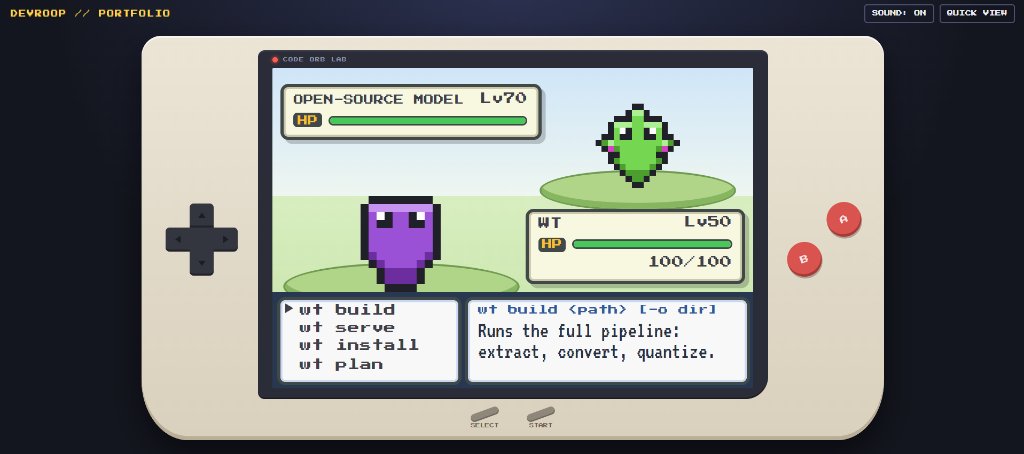 DEVROOP // PORTFOLIO
SOUND: ON
QUICK VIEW
CODE ORB LAB
OPEN-SOURCE MODEL Lv70
HP
WT Lv50
HP
100/100
A
B
▶ wt build
wt serve
wt install
wt plan
wt build <path> [-o dir]
Runs the full pipeline:
extract, convert, quantize.
SELECT
START